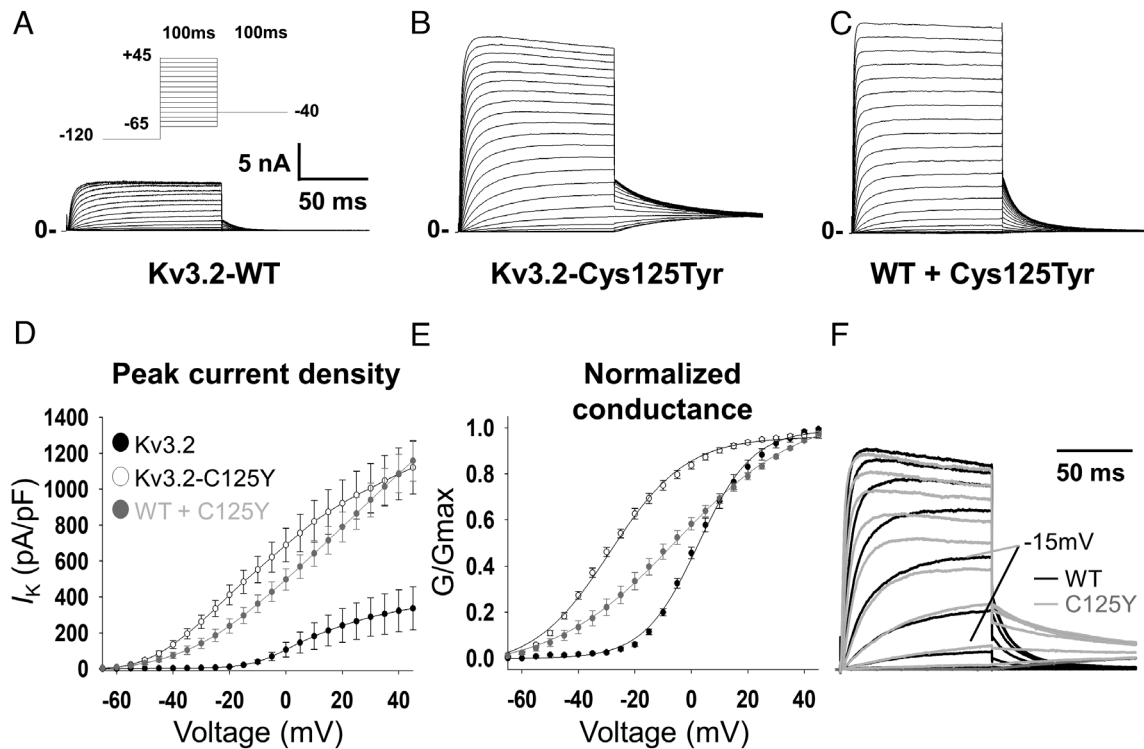 A
100ms 100ms
+45
-40
-65
-120
5 nA
50 ms
0-
Kv3.2-WT
B
0-
Kv3.2-Cys125Tyr
C
0-
WT + Cys125Tyr
D
Peak current density
1400
1200
1000
800
600
400
200
0
I_K (pA/pF)
Kv3.2
Kv3.2-C125Y
WT + C125Y
-60 -40 -20 0 20 40
Voltage (mV)
E
Normalized
conductance
1.0
0.8
0.6
0.4
0.2
0.0
G/Gmax
-60 -40 -20 0 20 40
Voltage (mV)
F
50 ms
-15mV
WT
C125Y